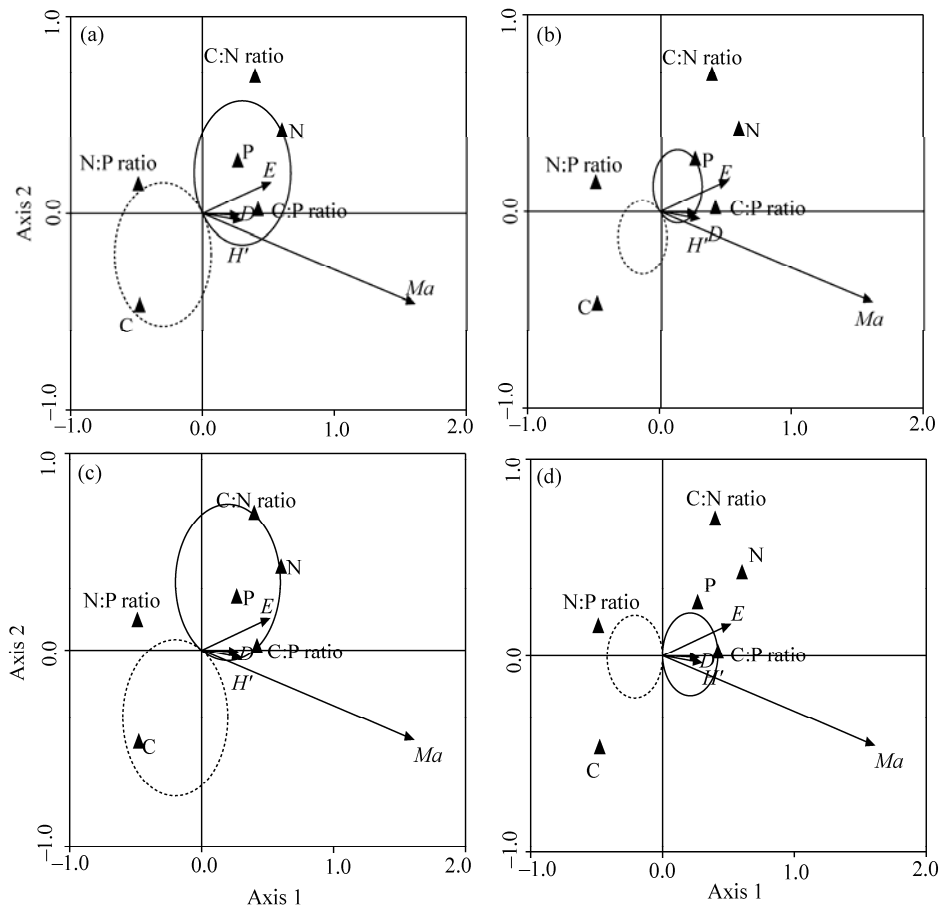 (a)
1.0
C:N ratio
N
P
N:P ratio
E
D
C:P ratio
Axis 2
0.0
H'
Ma
C
−1.0
−1.0
0.0
1.0
2.0
(b)
1.0
C:N ratio
N
P
N:P ratio
E
C:P ratio
0.0
H'
D
C
Ma
−1.0
−1.0
0.0
1.0
2.0
(c)
1.0
C:N ratio
N
P
N:P ratio
E
D
C:P ratio
Axis 2
0.0
H'
C
Ma
−1.0
−1.0
0.0
1.0
2.0
Axis 1
(d)
1.0
C:N ratio
N
P
N:P ratio
E
D
C:P ratio
0.0
H'
C
Ma
−1.0
−1.0
0.0
1.0
2.0
Axis 1